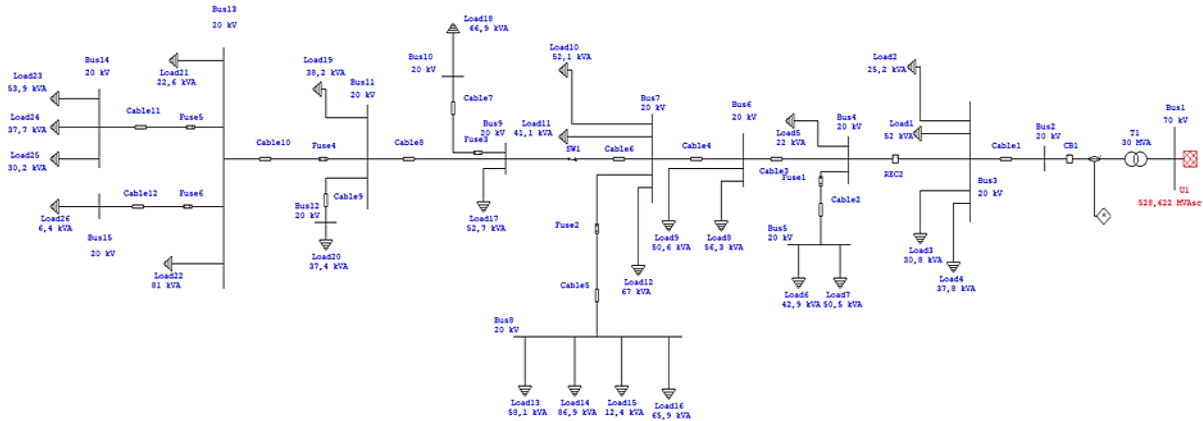 Bus13
20 kV
Load21
22,6 kVA
Bus14
20 kV
Load23
53,9 kVA
Load24
37,7 kVA
Load25
30,2 kVA
Cable11
Fuse5
Cable12
Fuse6
Load26
6,4 kVA
Bus15
20 kV
Load22
81 kVA
Cable10
Fuse4
Load19
38,2 kVA
Bus11
20 kV
Cable9
Bus12
20 kV
Load20
37,4 kVA
Cable8
Load18
66,9 kVA
Bus10
20 kV
Cable7
Fuse3
Bus9
20 kV
Load17
52,7 kVA
Load10
52,1 kVA
Load11
41,1 kVA
SW1
Cable6
Bus7
20 kV
Fuse2
Cable5
Load12
67 kVA
Bus8
20 kV
Load13
58,1 kVA
Load14
86,9 kVA
Load15
12,4 kVA
Load16
65,9 kVA
Cable4
Bus6
20 kV
Load9
50,6 kVA
Load8
56,3 kVA
Cable3
Load5
22 kVA
Bus4
20 kV
Fuse1
Cable2
Bus5
20 kV
Load6
42,9 kVA
Load7
50,5 kVA
REC2
Load2
25,2 kVA
Load1
52 kVA
Bus3
20 kV
Load3
30,8 kVA
Load4
37,8 kVA
Cable1
Bus2
20 kV
CB1
T1
30 MVA
Bus1
70 kV
U1
528,622 MVAsc